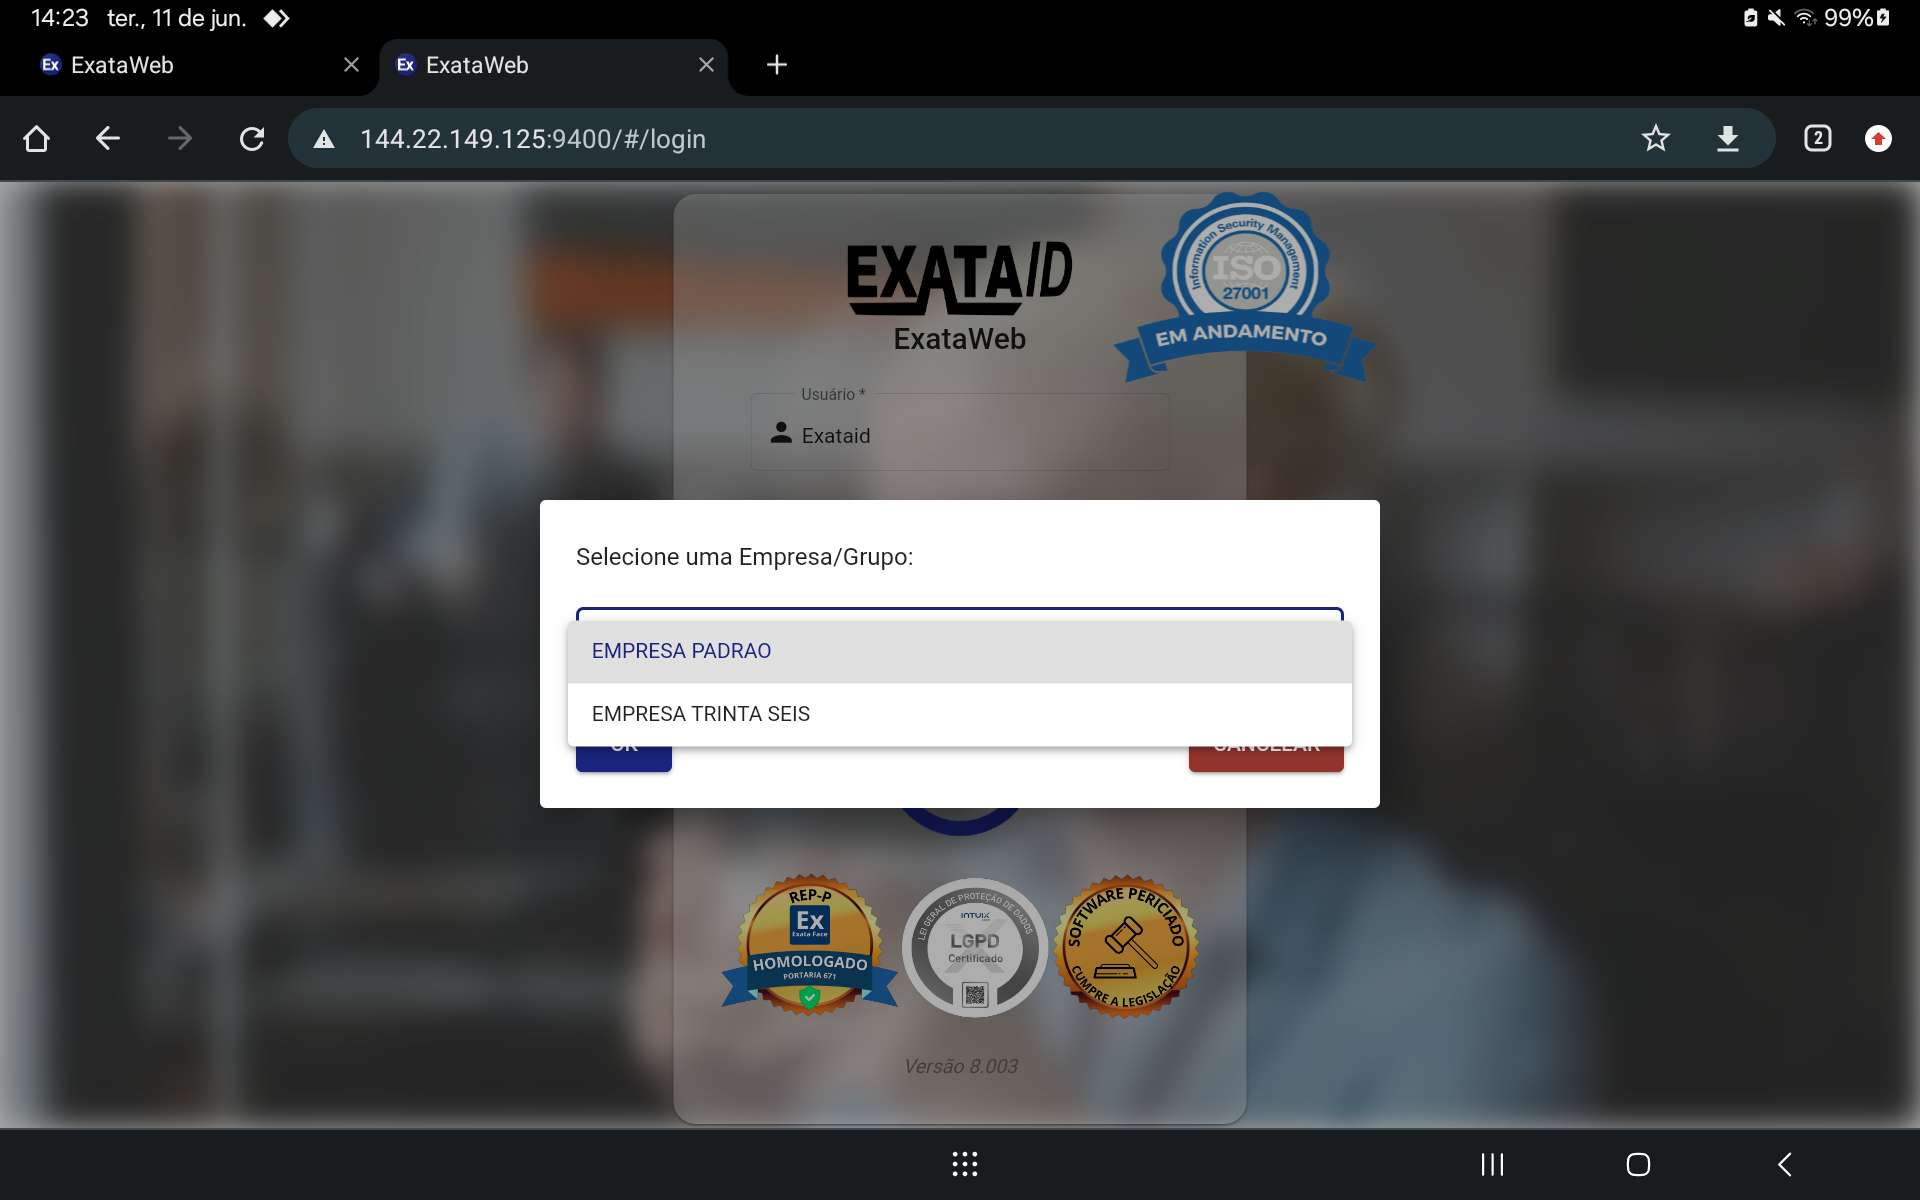 14:23 ter., 11 de jun.
99%
Ex ExataWeb
Ex ExataWeb
144.22.149.125:9400/#/login
2
EXATAID
ExataWeb
Information Security Management
ISO
27001
EM ANDAMENTO
Usuário *
Exataid
Selecione uma Empresa/Grupo:
EMPRESA PADRAO
EMPRESA TRINTA SEIS
OK
CANCELAR
REP-P
Ex
Exata Face
HOMOLOGADO
PORTARIA 671
LEI GERAL DE PROTEÇÃO DE DADOS
INTUIX
LGPD
Certificado
SOFTWARE PERICIADO
CUMPRE A LEGISLAÇÃO
Versão 8.003